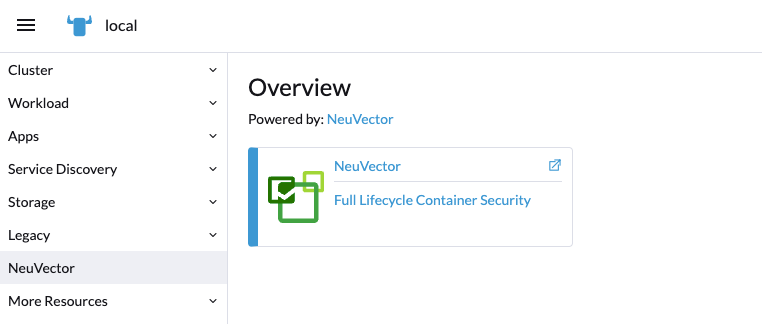 local
Cluster
Workload
Apps
Service Discovery
Storage
Legacy
NeuVector
More Resources
Overview
Powered by: NeuVector
NeuVector
Full Lifecycle Container Security